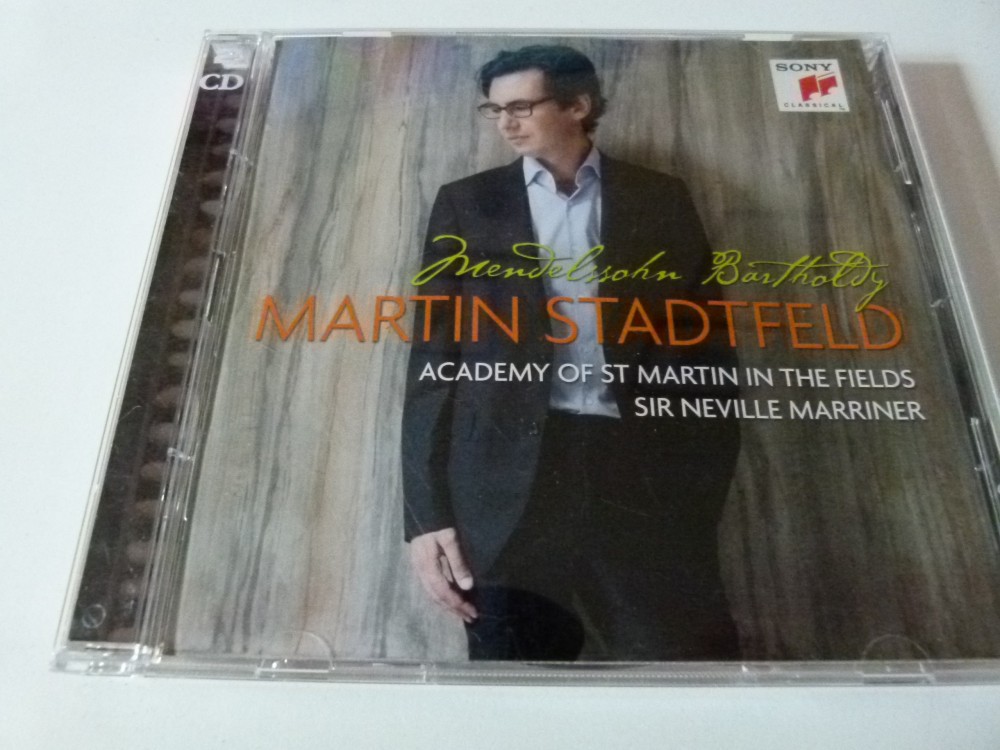 CD
SONY
CLASSICAL
Mendelssohn Bartholdy
MARTIN STADTFELD
ACADEMY OF ST MARTIN IN THE FIELDS
SIR NEVILLE MARRINER